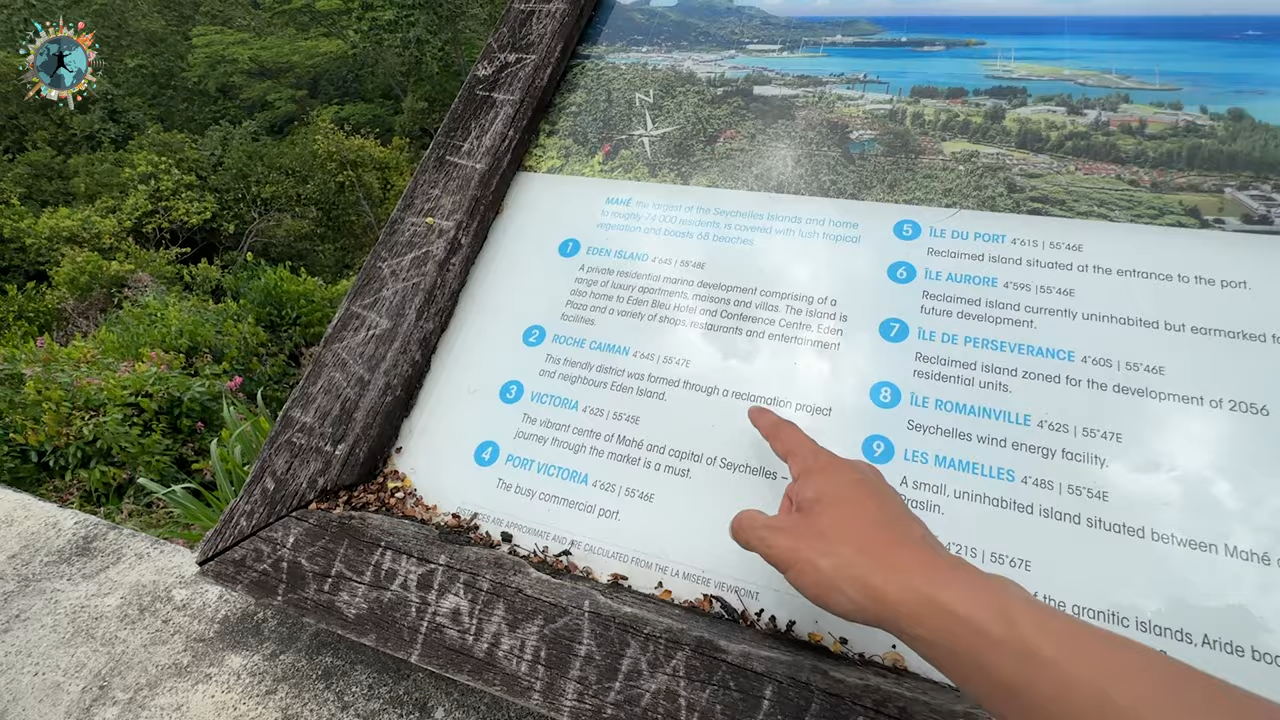 N
MAHÉ, the largest of the Seychelles Islands and home
to roughly 74 000 residents, is covered with lush tropical
vegetation and boasts 68 beaches.
1 EDEN ISLAND 4°64S | 55°48E
A private residential marina development comprising of a
range of luxury apartments, maisons and villas. The island is
also home to Eden Bleu Hotel and Conference Centre, Eden
Plaza and a variety of shops, restaurants and entertainment
facilities.
2 ROCHE CAIMAN 4°64S | 55°47E
This friendly district was formed through a reclamation project
and neighbours Eden Island.
3 VICTORIA 4°62S | 55°45E
The vibrant centre of Mahé and capital of Seychelles –
journey through the market is a must.
4 PORT VICTORIA 4°62S | 55°46E
The busy commercial port.
5 ÎLE DU PORT 4°61S | 55°46E
Reclaimed island situated at the entrance to the port.
6 ÎLE AURORE 4°59S | 55°46E
Reclaimed island currently uninhabited but earmarked
future development.
7 ÎLE DE PERSEVERANCE 4°60S | 55°46E
Reclaimed island zoned for the development of 2056
residential units.
8 ÎLE ROMAINVILLE 4°62S | 55°47E
Seychelles wind energy facility.
9 LES MAMELLES 4°48S | 55°54E
A small, uninhabited island situated between Mahé
Praslin.
4°21S | 55°67E
of the granitic islands, Aride
DISTANCES ARE APPROXIMATE AND ARE CALCULATED FROM THE LA MISERE VIEWPOINT.